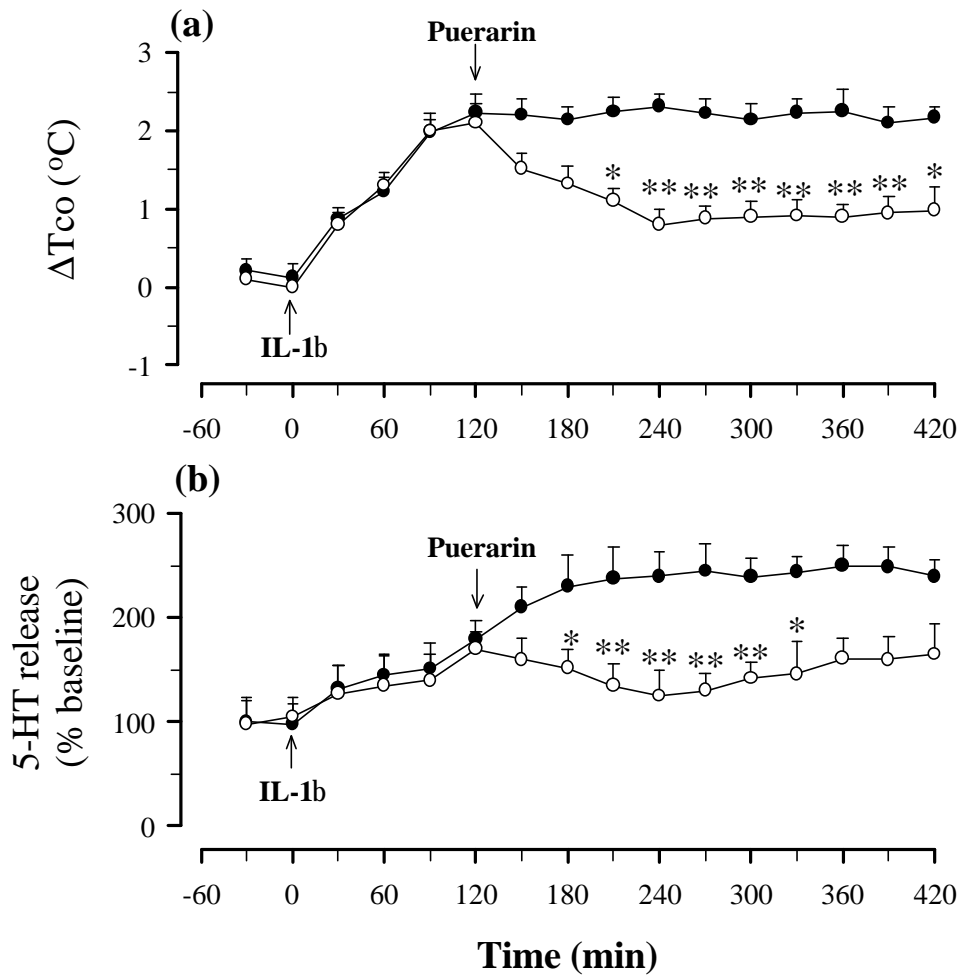 (a)
Puerarin
3
2
1
0
-1
ΔTco (°C)
* ** ** ** ** ** ** *
IL-1b
-60 0 60 120 180 240 300 360 420
(b)
300
200
100
0
5-HT release
(% baseline)
Puerarin
* ** ** ** ** *
IL-1b
-60 0 60 120 180 240 300 360 420
Time (min)